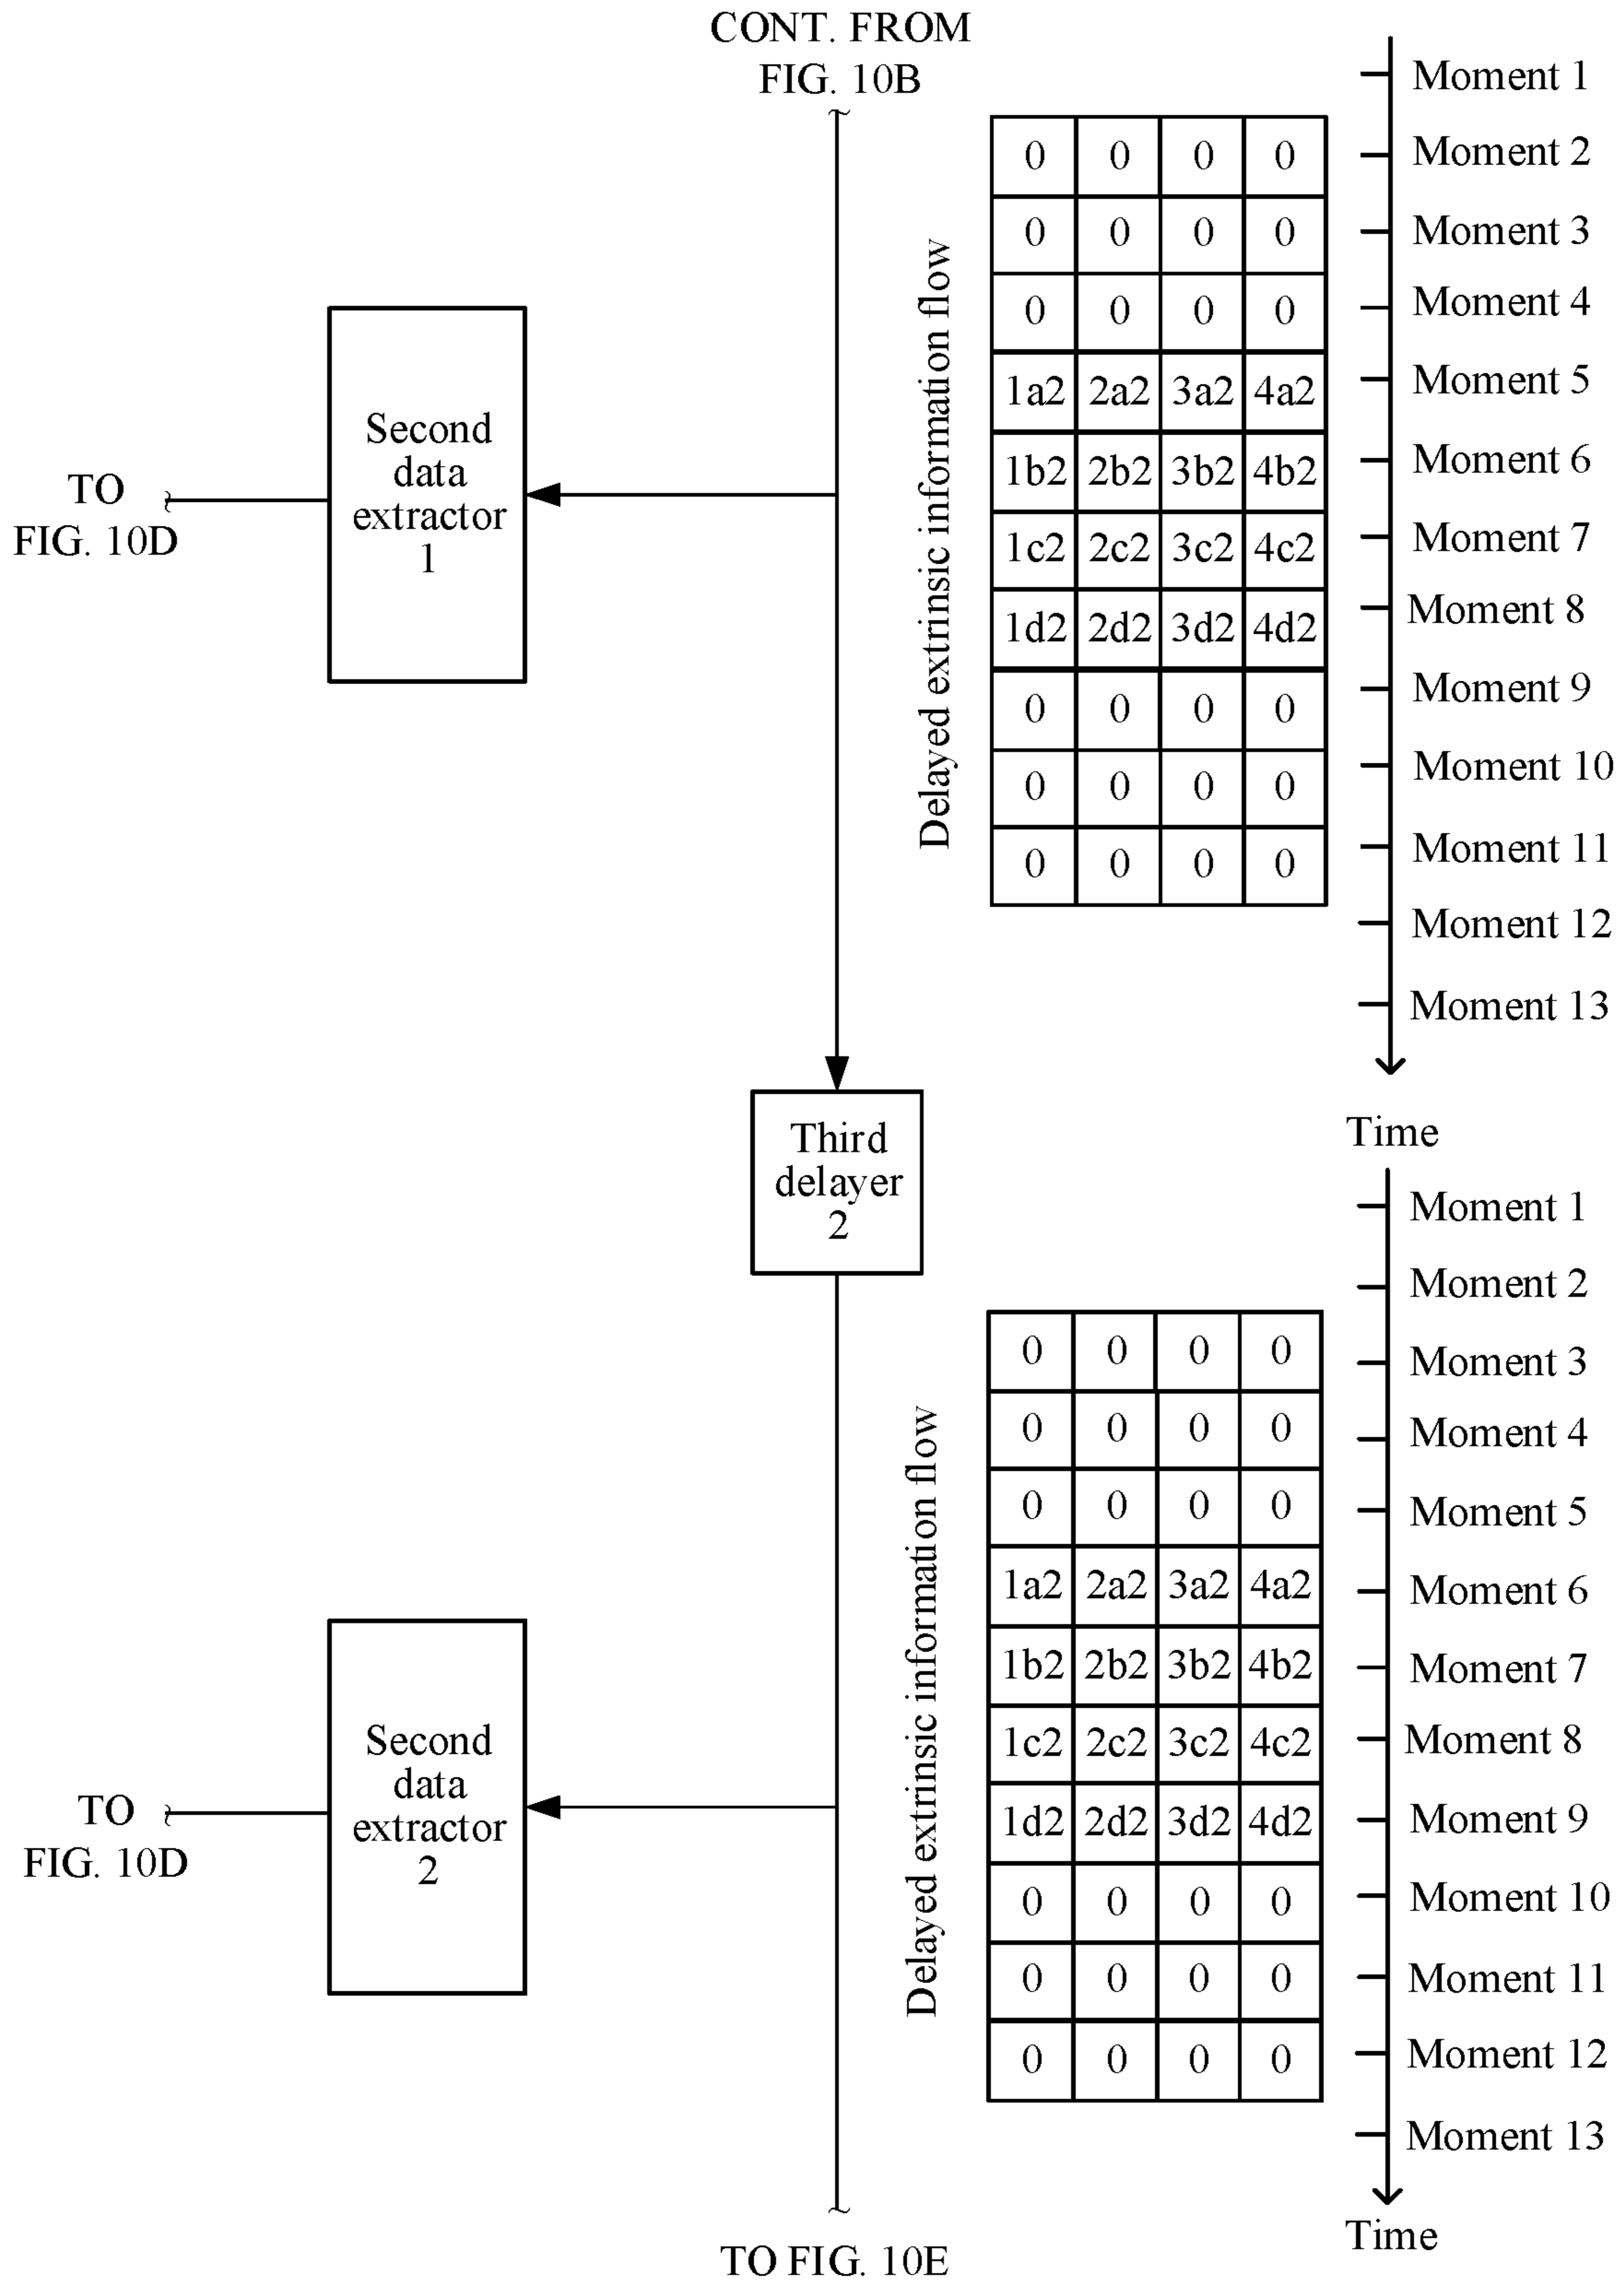 CONT. FROM
FIG. 10B
Moment 1
0 0 0 0 Moment 2
0 0 0 0 Moment 3
0 0 0 0 Moment 4
1a2 2a2 3a2 4a2 Moment 5
1b2 2b2 3b2 4b2 Moment 6
1c2 2c2 3c2 4c2 Moment 7
1d2 2d2 3d2 4d2 Moment 8
0 0 0 0 Moment 9
0 0 0 0 Moment 10
0 0 0 0 Moment 11
Moment 12
Moment 13
Time
Delayed extrinsic information flow
Second
data
extractor
1
TO
FIG. 10D
Third
delayer
2
Moment 1
Moment 2
0 0 0 0 Moment 3
0 0 0 0 Moment 4
0 0 0 0 Moment 5
1a2 2a2 3a2 4a2 Moment 6
1b2 2b2 3b2 4b2 Moment 7
1c2 2c2 3c2 4c2 Moment 8
1d2 2d2 3d2 4d2 Moment 9
0 0 0 0 Moment 10
0 0 0 0 Moment 11
0 0 0 0 Moment 12
Moment 13
Time
Delayed extrinsic information flow
Second
data
extractor
2
TO
FIG. 10D
TO FIG. 10E